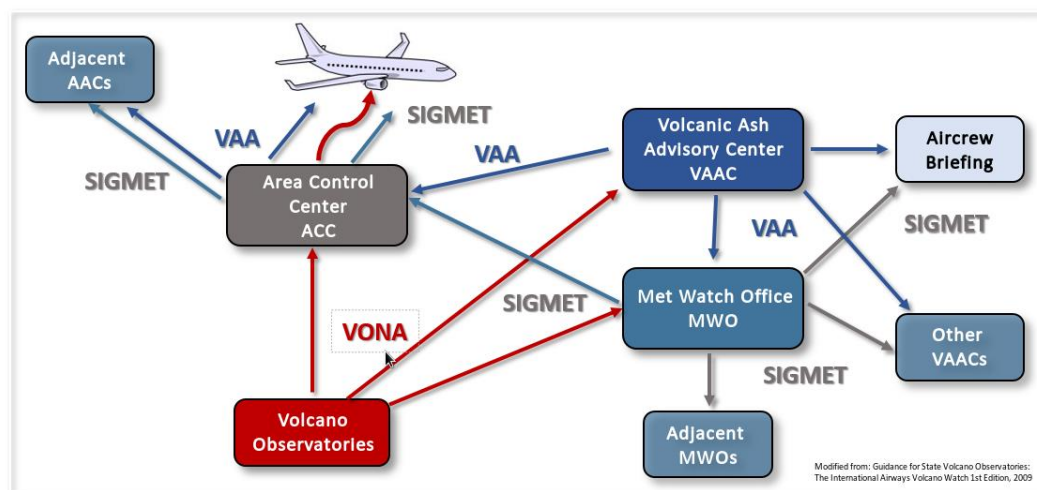 Adjacent
AACs
SIGMET
VAA
SIGMET
Area Control
Center
ACC
VAA
Volcanic Ash
Advisory Center
VAAC
Aircrew
Briefing
VAA
SIGMET
SIGMET
Met Watch Office
MWO
VONA
Other
VAACs
SIGMET
Volcano
Observatories
Adjacent
MWOs
Modified from: Guidance for State Volcano Observatories:
The International Airways Volcano Watch 1st Edition, 2009